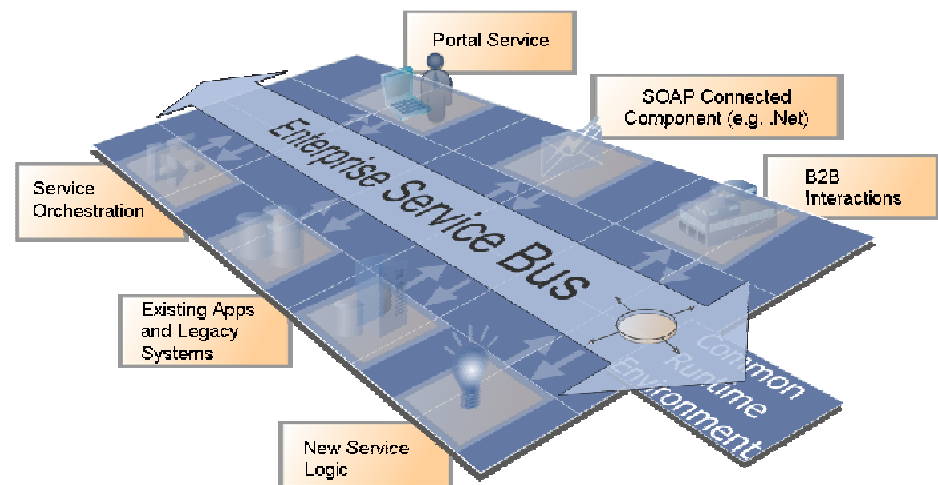 Portal Service
SOAP Connected
Component (e.g. .Net)
B2B
Interactions
Enterprise Service Bus
Service
Orchestration
Existing Apps
and Legacy
Systems
Common
Runtime
Environment
New Service
Logic